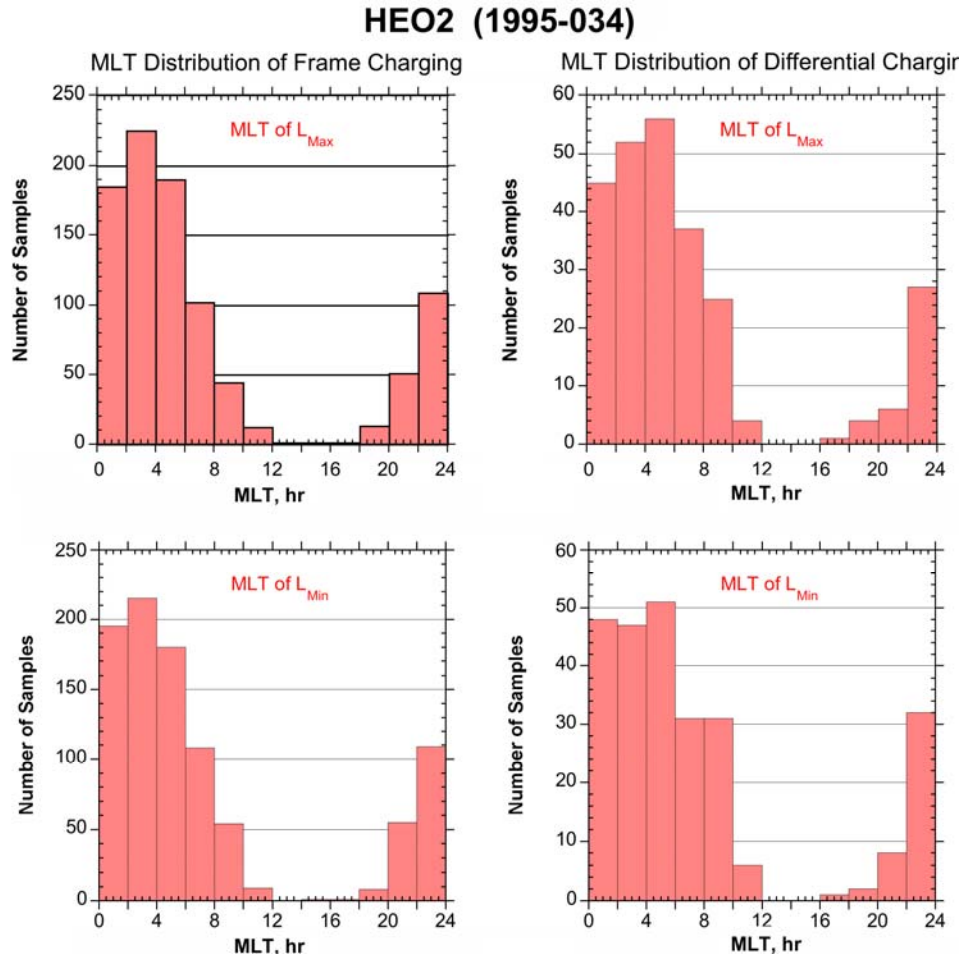 HEO2 (1995-034)
MLT Distribution of Frame Charging
250
200
150
100
50
0
Number of Samples
MLT of L_Max
0 4 8 12 16 20 24
MLT, hr
MLT Distribution of Differential Chargin
60
50
40
30
20
10
0
Number of Samples
MLT of L_Max
0 4 8 12 16 20 24
MLT, hr
250
200
150
100
50
0
Number of Samples
MLT of L_Min
0 4 8 12 16 20 24
MLT, hr
60
50
40
30
20
10
0
Number of Samples
MLT of L_Min
0 4 8 12 16 20 24
MLT, hr